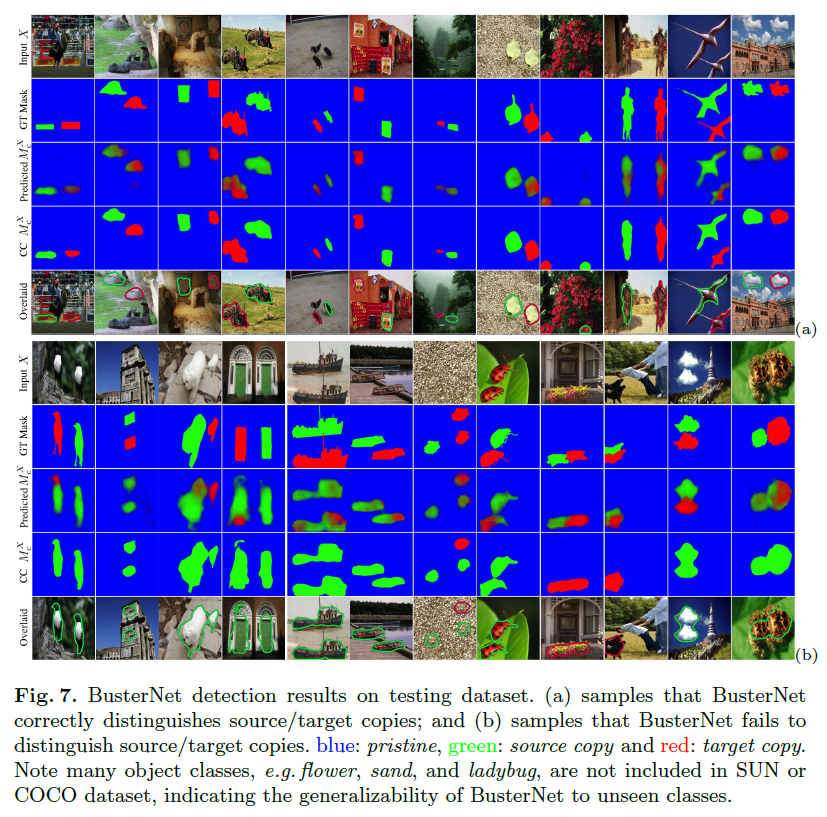 Input X
GT Mask
Predicted M_c^X
CC M_c^X
Overlaid
(a)
Input X
GT Mask
Predicted M_c^X
CC M_c^X
Overlaid
(b)
Fig. 7. BusterNet detection results on testing dataset. (a) samples that BusterNet
correctly distinguishes source/target copies; and (b) samples that BusterNet fails to
distinguish source/target copies. blue: pristine, green: source copy and red: target copy.
Note many object classes, e.g. flower, sand, and ladybug, are not included in SUN or
COCO dataset, indicating the generalizability of BusterNet to unseen classes.